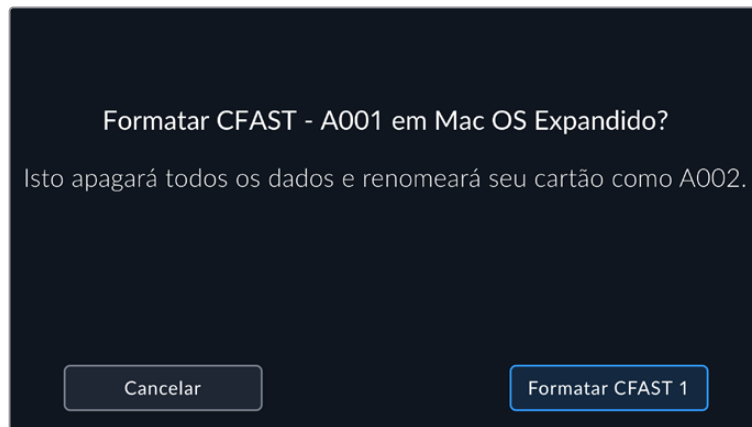 Formatar CFAST - A001 em Mac OS Expandido?
Isto apagará todos os dados e renomeará seu cartão como A002.
Cancelar
Formatar CFAST 1